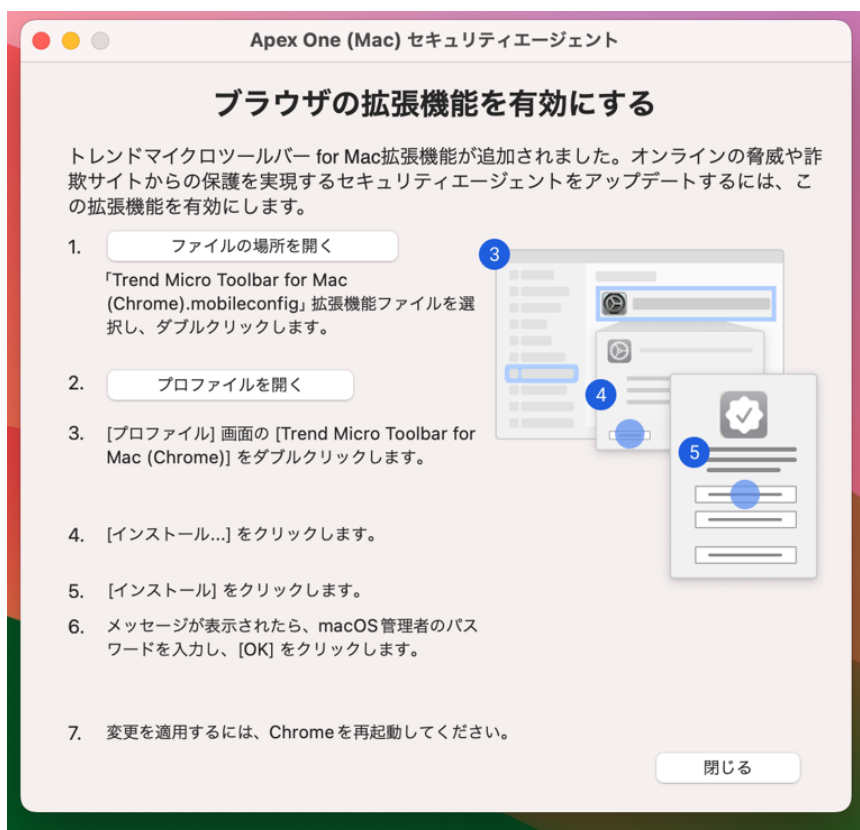 Apex One (Mac) セキュリティエージェント
ブラウザの拡張機能を有効にする
トレンドマイクロツールバー for Mac拡張機能が追加されました。オンラインの脅威や詐
欺サイトからの保護を実現するセキュリティエージェントをアップデートするには、こ
の拡張機能を有効にします。
1. ファイルの場所を開く
「Trend Micro Toolbar for Mac
(Chrome).mobileconfig」拡張機能ファイルを選
択し、ダブルクリックします。
2. プロファイルを開く
3. [プロファイル] 画面の [Trend Micro Toolbar for
Mac (Chrome)] をダブルクリックします。
4. [インストール...] をクリックします。
5. [インストール] をクリックします。
6. メッセージが表示されたら、macOS管理者のパス
ワードを入力し、[OK] をクリックします。
7. 変更を適用するには、Chromeを再起動してください。
3
4
5
閉じる